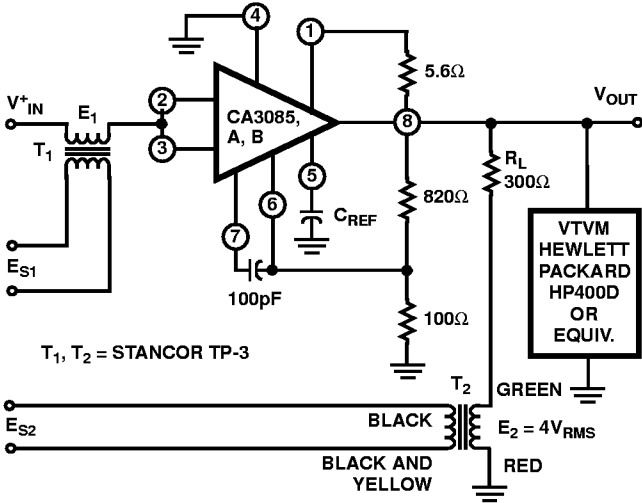 4
1
5.6Ω
V+IN
E1
2
CA3085,
A, B
8
VOUT
T1
3
RL
300Ω
5
820Ω
6
CREF
ES1
7
100pF
100Ω
VTVM
HEWLETT
PACKARD
HP400D
OR
EQUIV.
T1, T2 = STANCOR TP-3
T2
GREEN
ES2
BLACK
E2 = 4VRMS
BLACK AND
YELLOW
RED